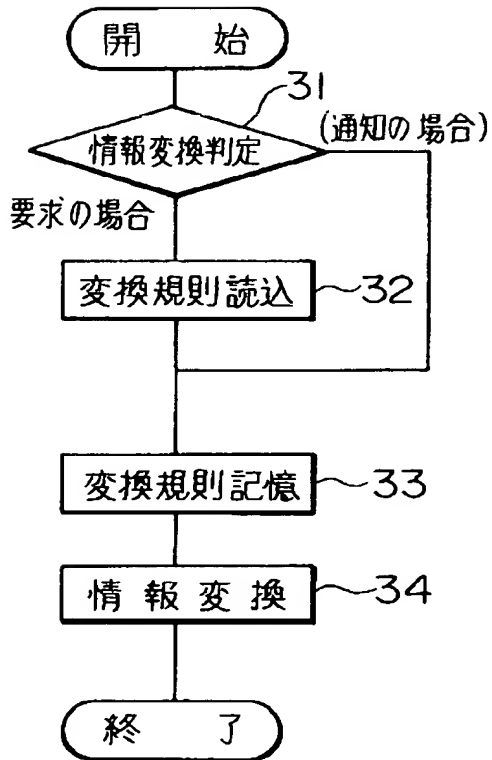 開 始
31
(通知の場合)
情報変換判定
要求の場合
変換規則読込
32
変換規則記憶
33
情報変換
34
終 了